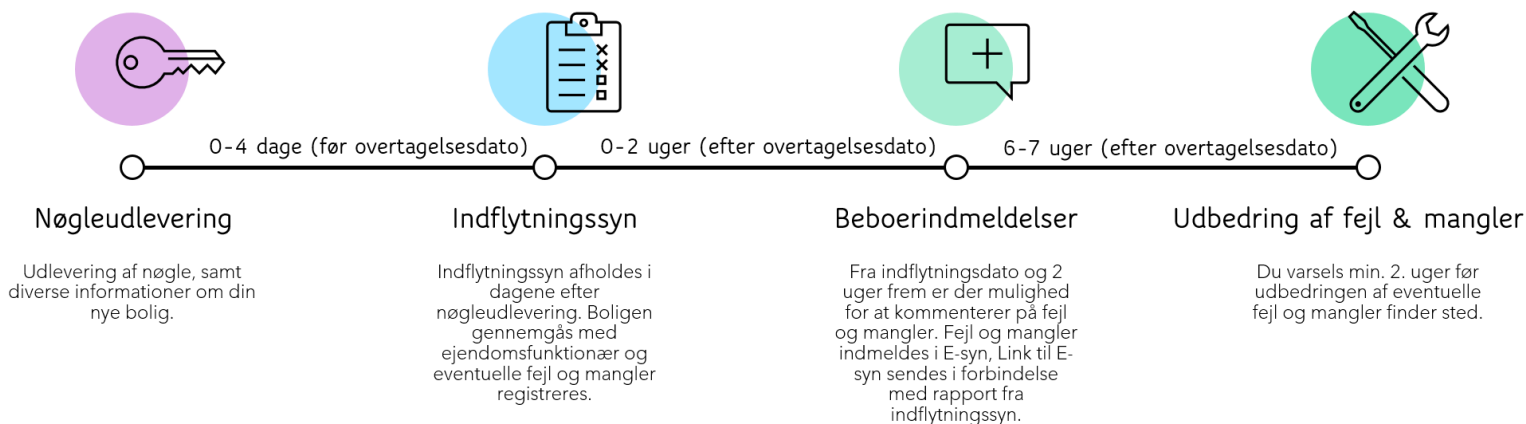 0-4 dage (før overtagelsesdato)
0-2 uger (efter overtagelsesdato)
6-7 uger (efter overtagelsesdato)
Nøgleudlevering
Udlevering af nøgle, samt
diverse informationer om din
nye bolig.
Indflytningssyn
Indflytningssyn afholdes i
dagene efter
nøgleudlevering. Boligen
gennemgås med
ejendomsfunktionær og
eventuelle fejl og mangler
registreres.
Beboerindmeldelser
Fra indflytningsdato og 2
uger frem er der mulighed
for at kommenterer på fejl
og mangler. Fejl og mangler
indmeldes i E-syn, Link til E-
syn sendes i forbindelse
med rapport fra
indflytningssyn.
Udbedring af fejl & mangler
Du varsels min. 2. uger før
udbedringen af eventuelle
fejl og mangler finder sted.